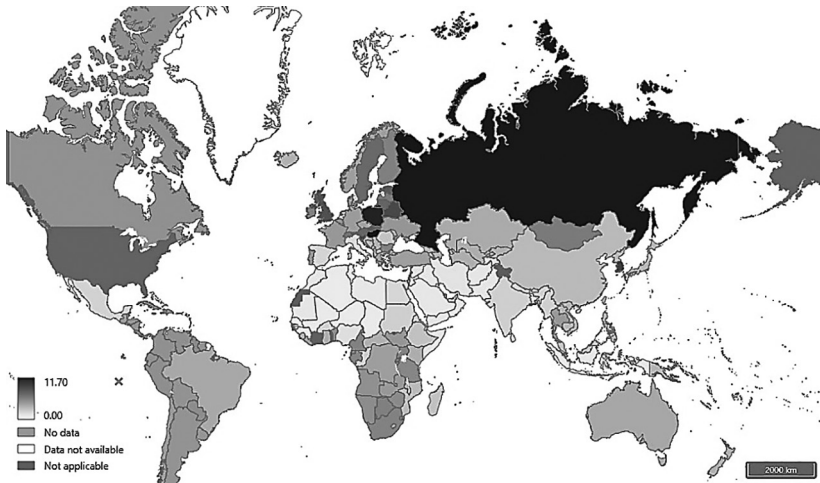 11.70
0.00
No data
Data not available
Not applicable
2000 km